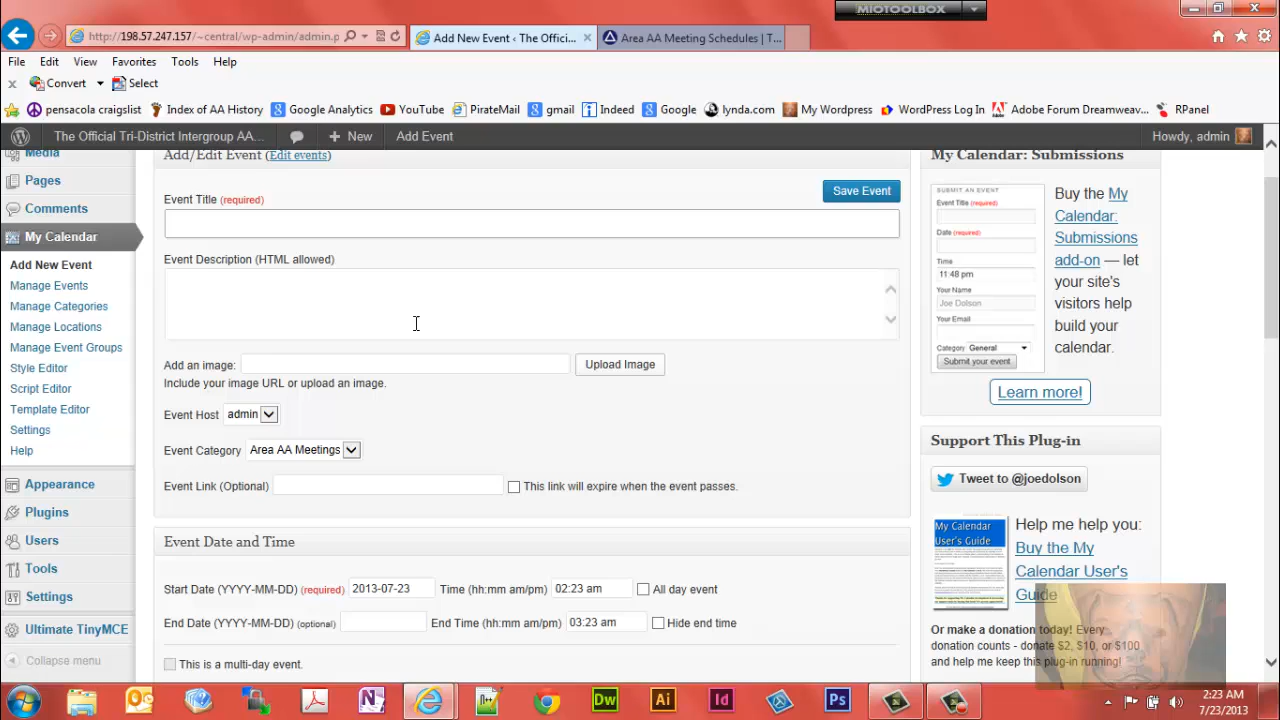 MIOTOOLBOX
http://198.57.247.157/~central/wp-admin/admin.p
Add New Event ‹ The Offici...
Area AA Meeting Schedules | T...
File Edit View Favorites Tools Help
x Convert Select
pensacola craigslist Index of AA History Google Analytics YouTube PirateMail gmail Indeed Google lynda.com My Wordpress WordPress Log In Adobe Forum Dreamweav... RPanel
The Official Tri-District Intergroup AA... + New Add Event Howdy, admin
Media
Pages
Comments
My Calendar
Add New Event
Manage Events
Manage Categories
Manage Locations
Manage Event Groups
Style Editor
Script Editor
Template Editor
Settings
Help
Appearance
Plugins
Users
Tools
Settings
Ultimate TinyMCE
Collapse menu
Add/Edit Event (Edit events)
Save Event
Event Title (required)
Event Description (HTML allowed)
Add an image:
Upload Image
Include your image URL or upload an image.
Event Host admin
Event Category Area AA Meetings
Event Link (Optional) This link will expire when the event passes.
Event Date and Time
Start Date (YYYY-MM-DD) (required) 2013-07-23 Time (hh:mm am/pm) 02:23 am All day event
End Date (YYYY-MM-DD) (optional) End Time (hh:mm am/pm) 03:23 am Hide end time
This is a multi-day event.
My Calendar: Submissions
SUBMIT AN EVENT
Event Title (required)
Date (required)
Time
11:48 pm
Your Name
Joe Dolson
Your Email
Category General
Submit your event
Buy the My
Calendar:
Submissions
add-on — let
your site's
visitors help
build your
calendar.
Learn more!
Support This Plug-in
Tweet to @joedolson
My Calendar
User's Guide
Help me help you:
Buy the My
Calendar User's
Guide
Or make a donation today! Every
donation counts - donate $2, $10, or $100
and help me keep this plug-in running!
Dw Ai Id Ps
2:23 AM
7/23/2013